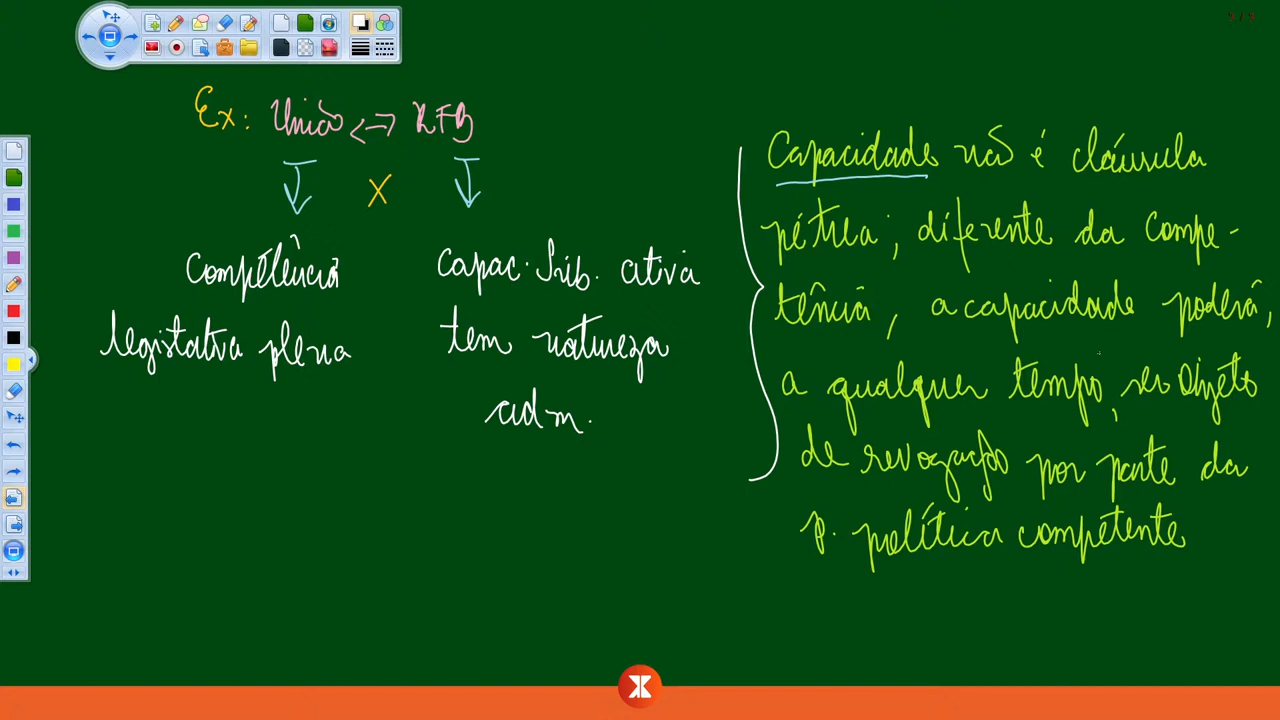 Ex: União <-> RFB
X
Competência
legislativa plena
capac. trib. ativa
tem natureza
adm.
Capacidade não é cláusula
pétrea; diferente da compe-
tência, a capacidade poderá,
a qualquer tempo, ser objeto
de revogação por parte da
p. política competente